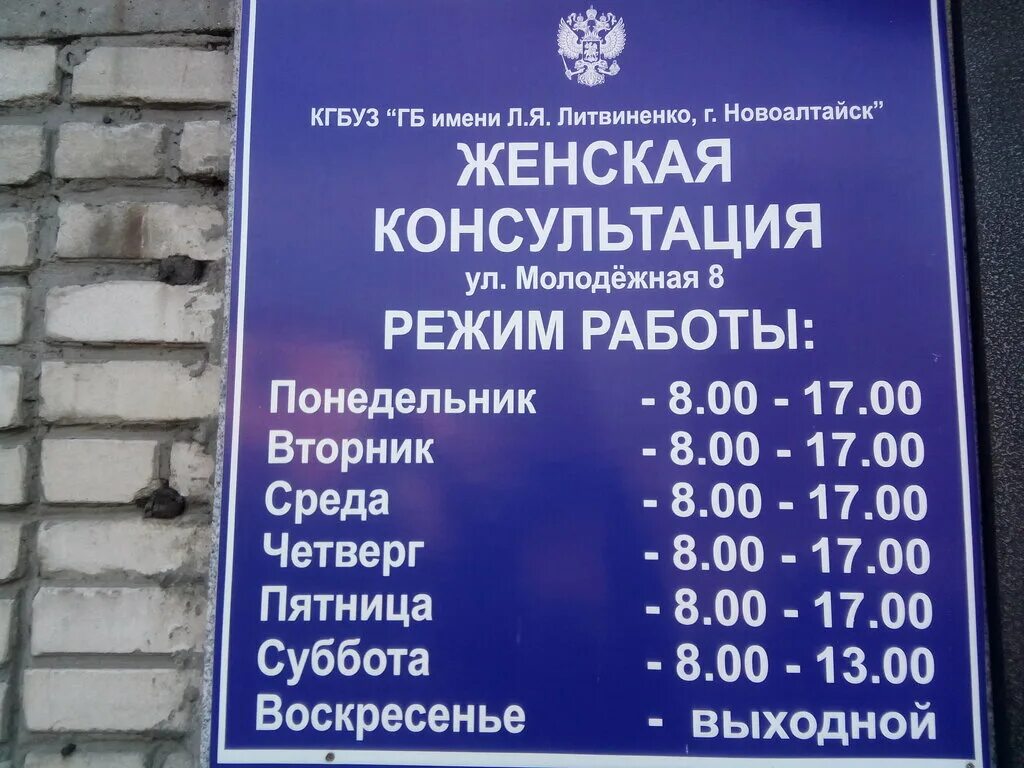 КГБУЗ “ГБ имени Л.Я. Литвиненко, г. Новоалтайск”
ЖЕНСКАЯ
КОНСУЛЬТАЦИЯ
ул. Молодёжная 8
РЕЖИМ РАБОТЫ:
Понедельник - 8.00 - 17.00
Вторник - 8.00 - 17.00
Среда - 8.00 - 17.00
Четверг - 8.00 - 17.00
Пятница - 8.00 - 17.00
Суббота - 8.00 - 13.00
Воскресенье - выходной